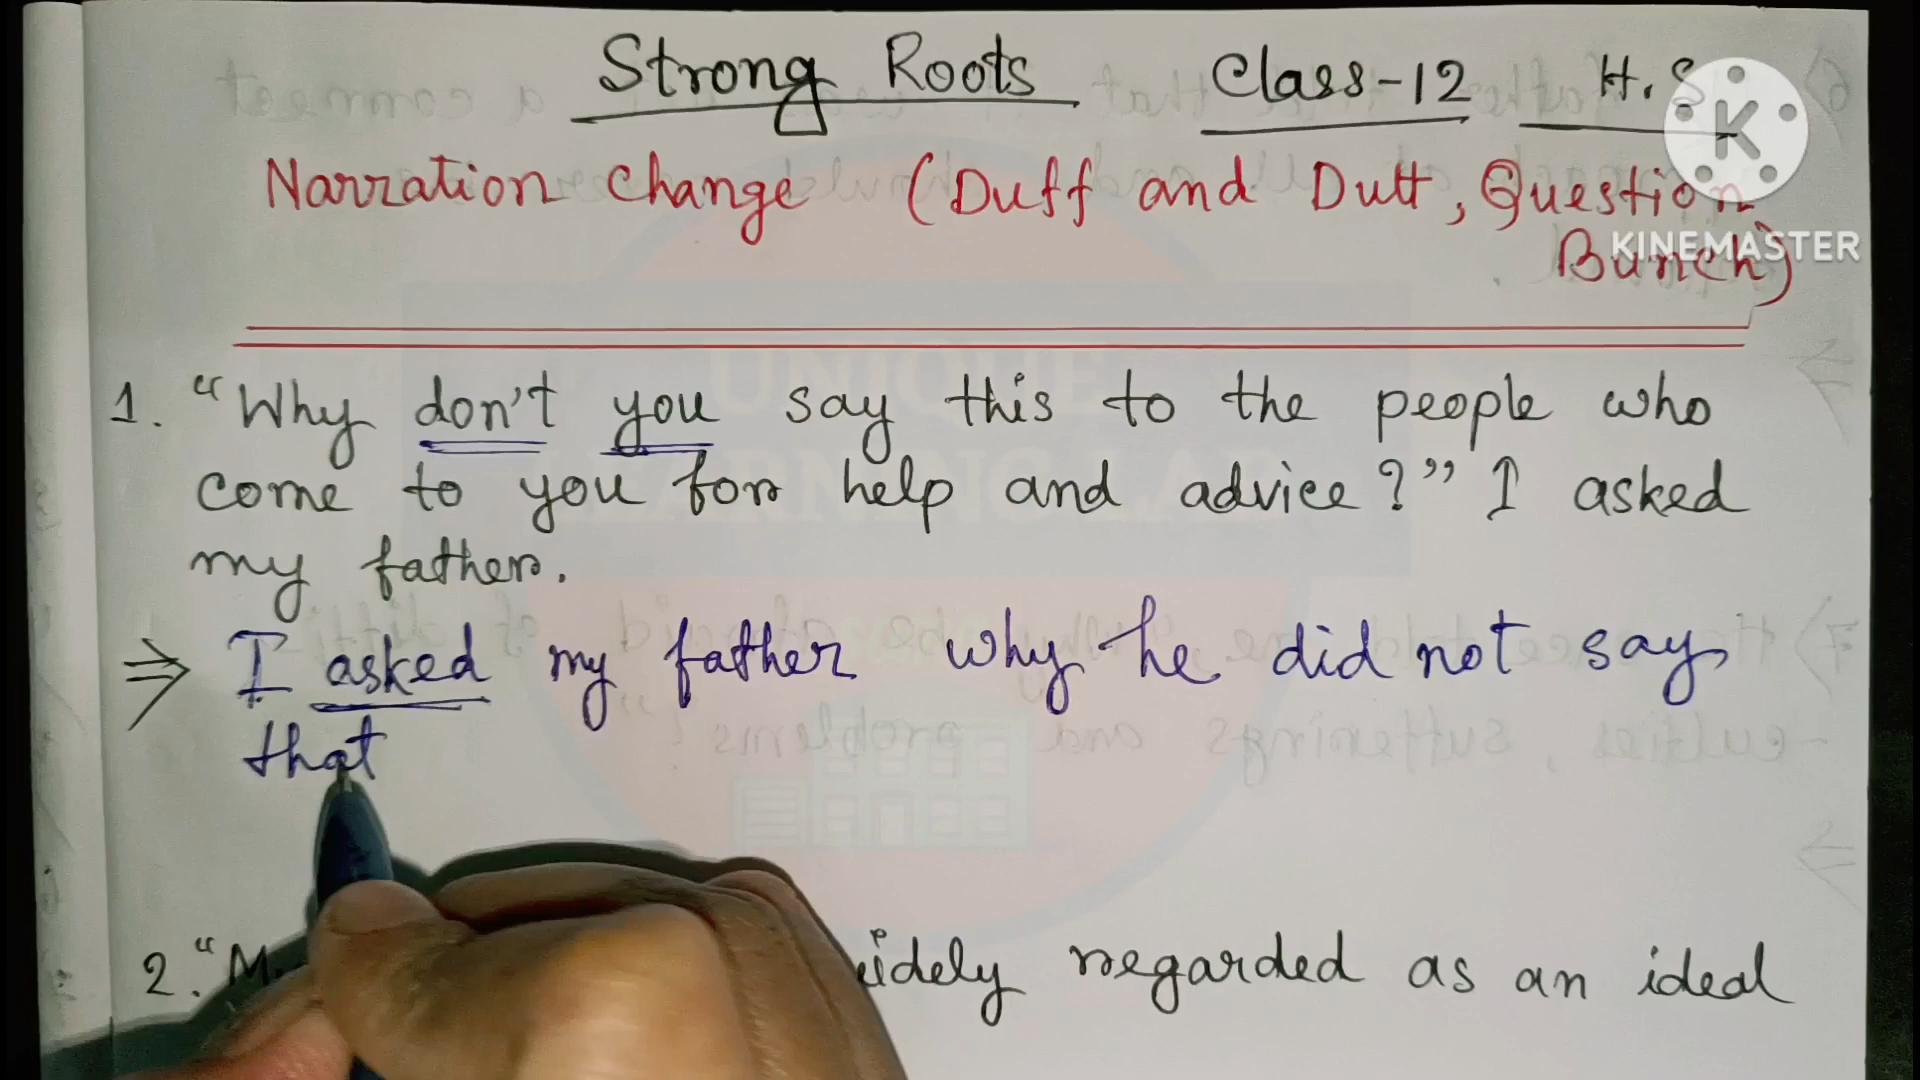 Strong Roots Class-12 H.S
Narration Change (Duff and Dutt, Question
Bunch)
KINEMASTER
1. "Why don't you say this to the people who
come to you for help and advice?" I asked
my father.
⇒ I asked my father why he did not say
that
2. "M widely regarded as an ideal